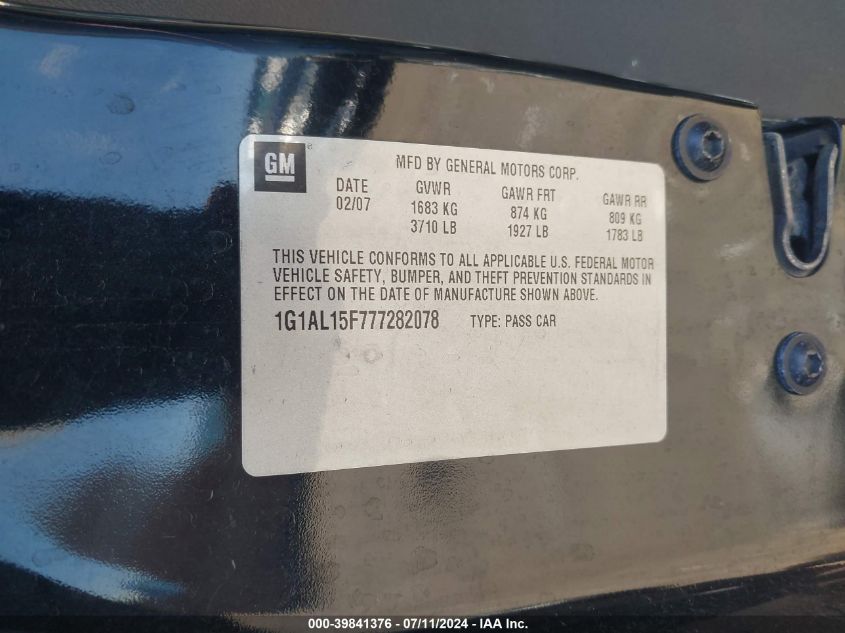 GM
MFD BY GENERAL MOTORS CORP.
DATE GVWR GAWR FRT GAWR RR
02/07 1683 KG 874 KG 809 KG
3710 LB 1927 LB 1783 LB
THIS VEHICLE CONFORMS TO ALL APPLICABLE U.S. FEDERAL MOTOR
VEHICLE SAFETY, BUMPER, AND THEFT PREVENTION STANDARDS IN
EFFECT ON THE DATE OF MANUFACTURE SHOWN ABOVE.
1G1AL15F777282078 TYPE: PASS CAR
000-39841376 - 07/11/2024 - IAA Inc.